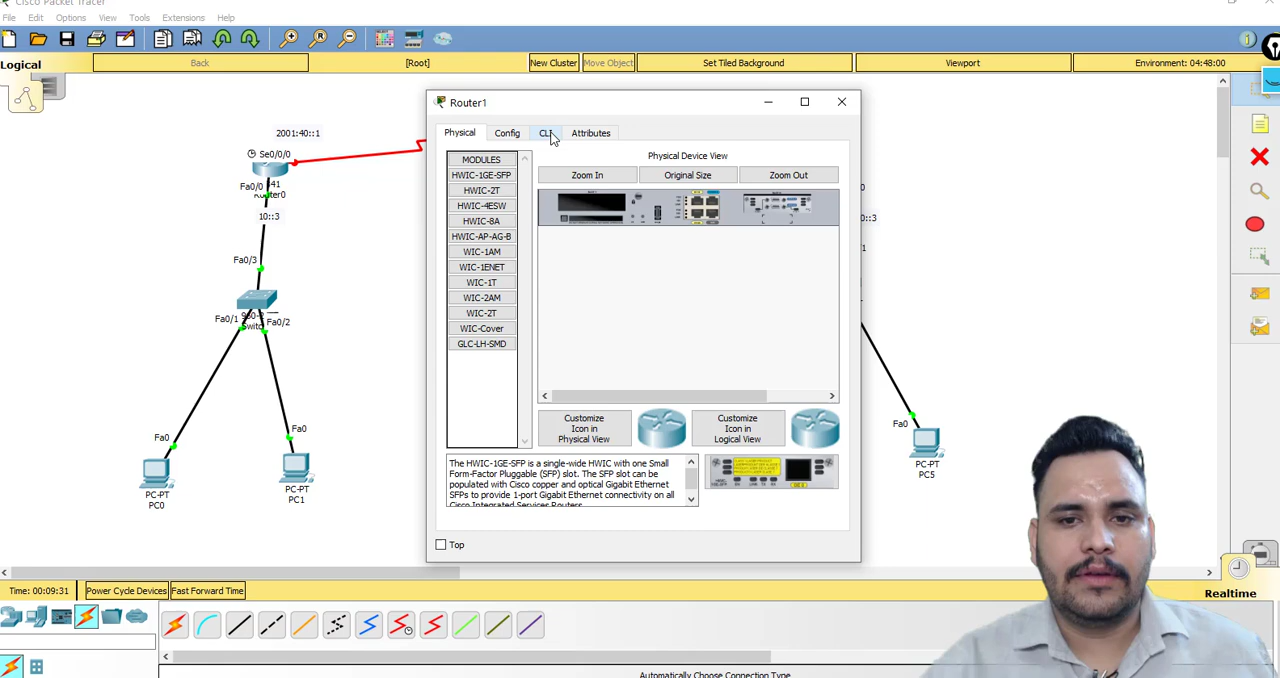 Cisco Packet Tracer
File Edit Options View Tools Extensions Help
Logical
Back
[Root]
New Cluster
Move Object
Set Tiled Background
Viewport
Environment: 04:48:00
2001:40::1
Se0/0/0
Fa0/0
Router0
10::3
Fa0/3
Fa0/1
Fa0/2
Fa0
Fa0
PC-PT
PC0
PC-PT
PC1
Router1
Physical Config CLI Attributes
MODULES
HWIC-1GE-SFP
HWIC-2T
HWIC-4ESW
HWIC-8A
HWIC-AP-AG-B
WIC-1AM
WIC-1ENET
WIC-1T
WIC-2AM
WIC-2T
WIC-Cover
GLC-LH-SMD
Physical Device View
Zoom In
Original Size
Zoom Out
Customize
Icon in
Physical View
Customize
Icon in
Logical View
The HWIC-1GE-SFP is a single-wide HWIC with one Small
Form-Factor Pluggable (SFP) slot. The SFP slot can be
populated with Cisco copper and optical Gigabit Ethernet
SFPs to provide 1-port Gigabit Ethernet connectivity on all
Cisco Integrated Services Routers.
Top
Fa0
PC-PT
PC5
Time: 00:09:31
Power Cycle Devices
Fast Forward Time
Realtime
Automatically Choose Connection Type